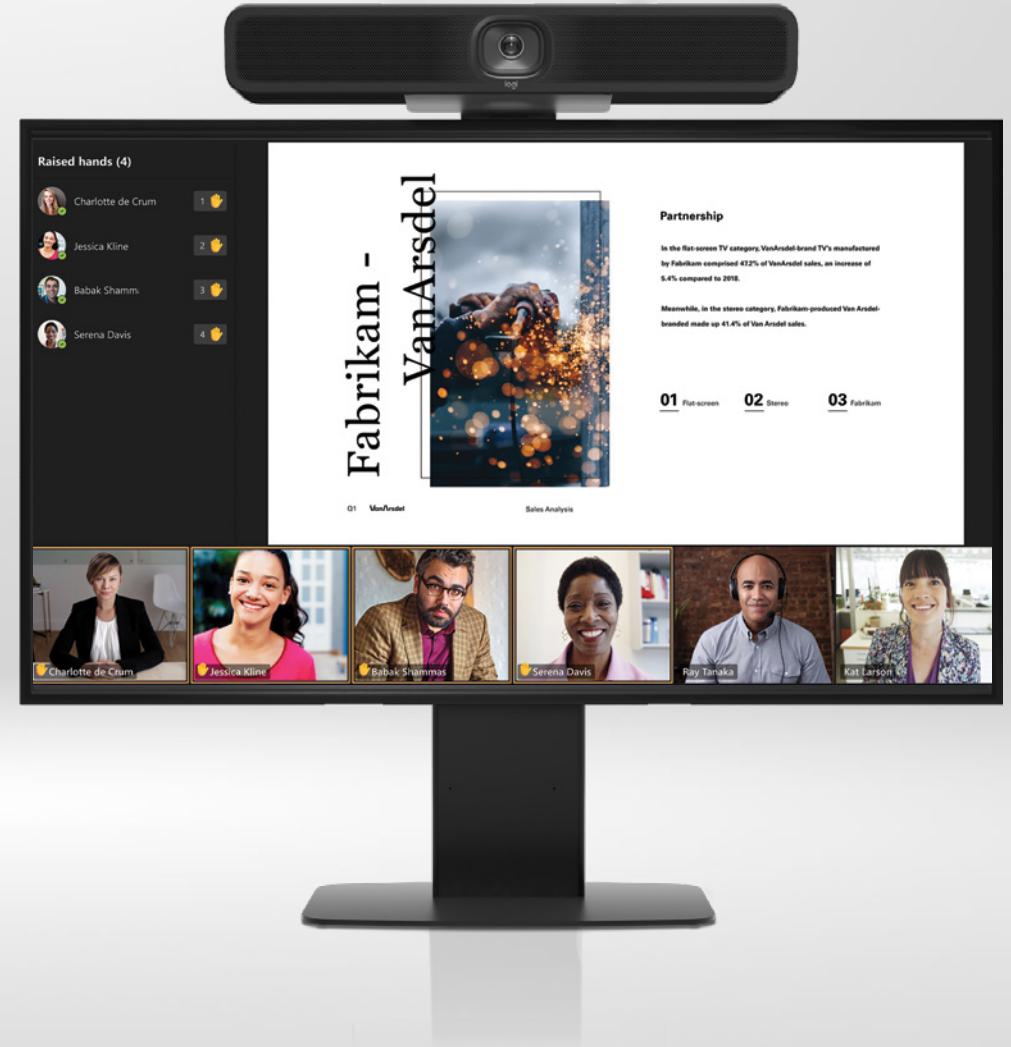 logi
Raised hands (4)
Charlotte de Crum
1
Jessica Kline
2
Babak Shamm
3
Serena Davis
4
Fabrikam -
VanArsdel
Partnership
In the flat-screen TV category, VanArsdel-brand TV's manufactured
by Fabrikam comprised 47.2% of VanArsdel sales, an increase of
5.4% compared to 2018.
Meanwhile, in the stereo category, Fabrikam-produced Van Arsdel-
branded made up 41.4% of Van Arsdel sales.
01 Flat-screen
02 Stereo
03 Fabrikam
Q1 VanArsdel
Sales Analysis
Charlotte de Crum
Jessica Kline
Babak Shammas
Serena Davis
Ray Tanaka
Kat Larson